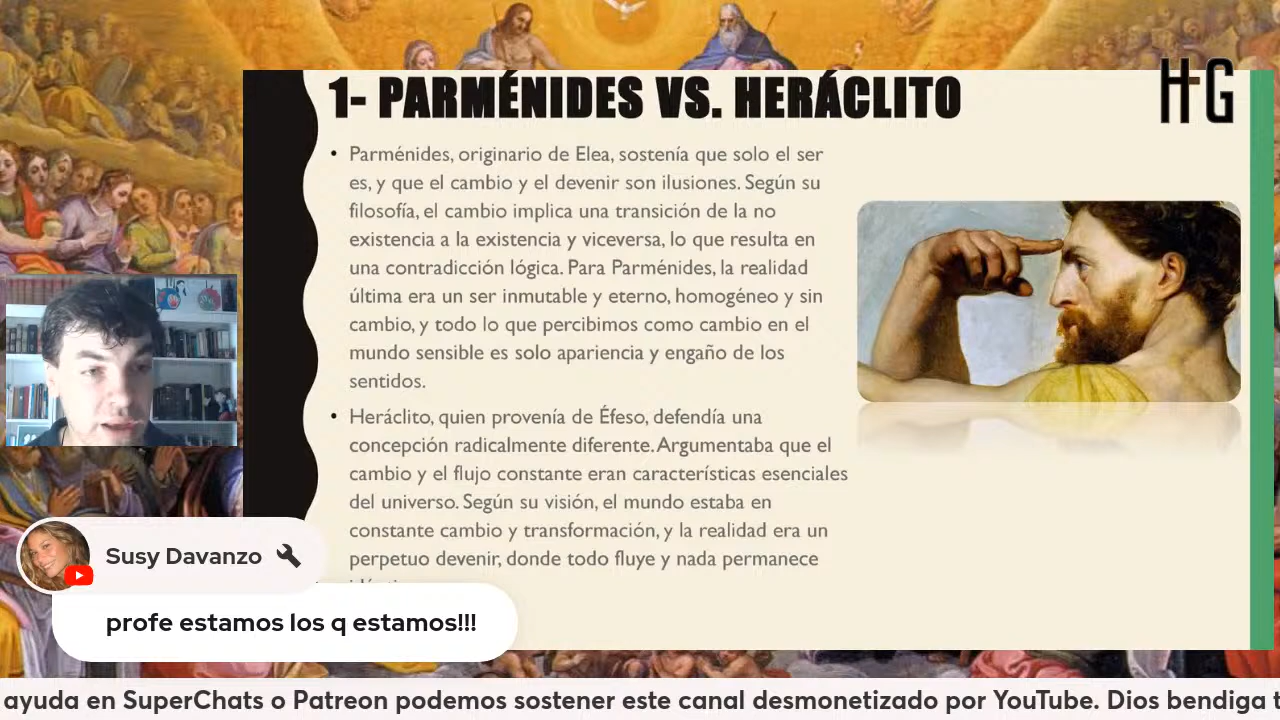 1- PARMÉNIDES VS. HERÁCLITO
H+G
• Parménides, originario de Elea, sostenía que solo el ser
es, y que el cambio y el devenir son ilusiones. Según su
filosofía, el cambio implica una transición de la no
existencia a la existencia y viceversa, lo que resulta en
una contradicción lógica. Para Parménides, la realidad
última era un ser inmutable y eterno, homogéneo y sin
cambio, y todo lo que percibimos como cambio en el
mundo sensible es solo apariencia y engaño de los
sentidos.
• Heráclito, quien provenía de Éfeso, defendía una
concepción radicalmente diferente. Argumentaba que el
cambio y el flujo constante eran características esenciales
del universo. Según su visión, el mundo estaba en
constante cambio y transformación, y la realidad era un
perpetuo devenir, donde todo fluye y nada permanece
Susy Davanzo
profe estamos los q estamos!!!
ayuda en SuperChats o Patreon podemos sostener este canal desmonetizado por YouTube. Dios bendiga t